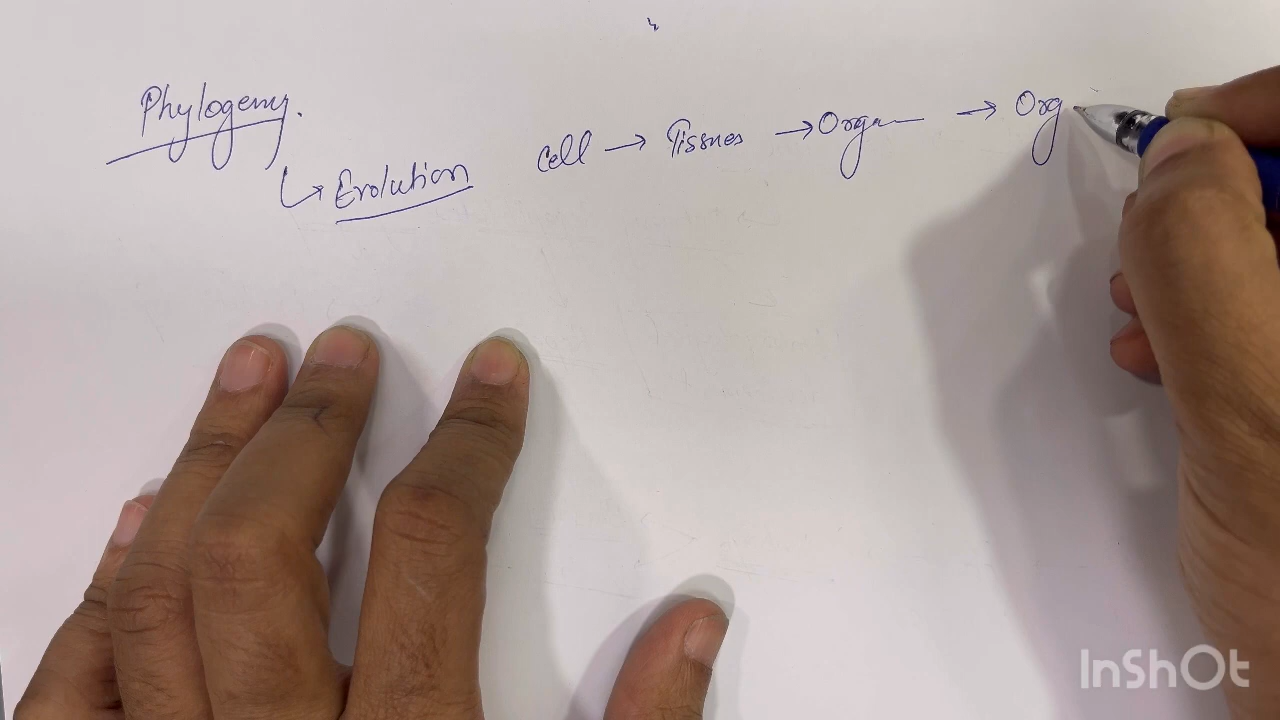 Phylogeny.
↳ Evolution
Cell → Tissues → Organ → Org
InShOt